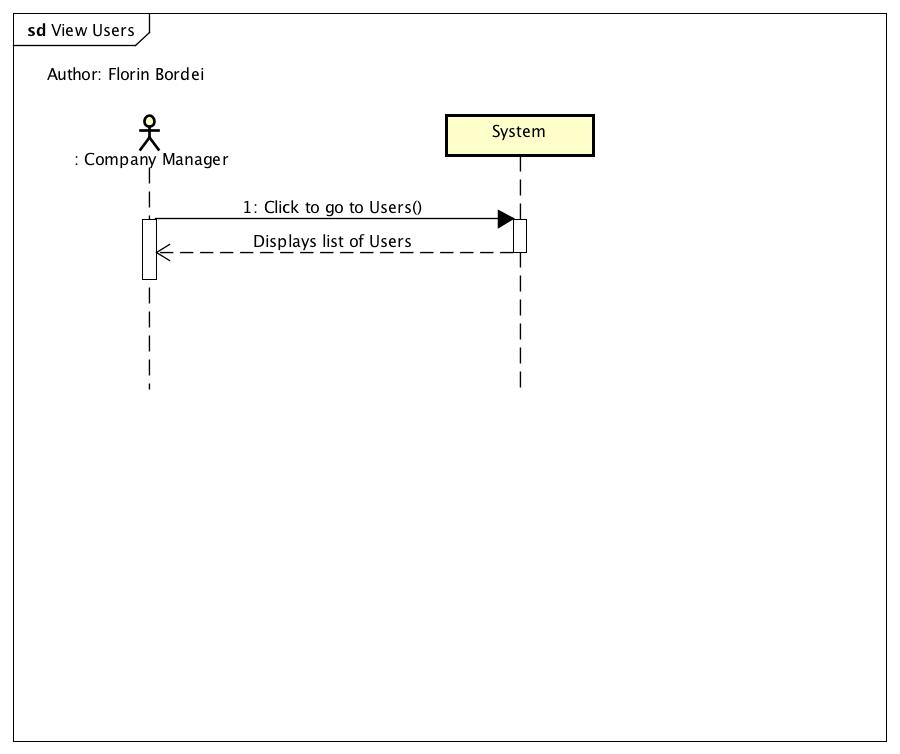 sd View Users
Author: Florin Bordei
System
: Company Manager
1: Click to go to Users()
Displays list of Users